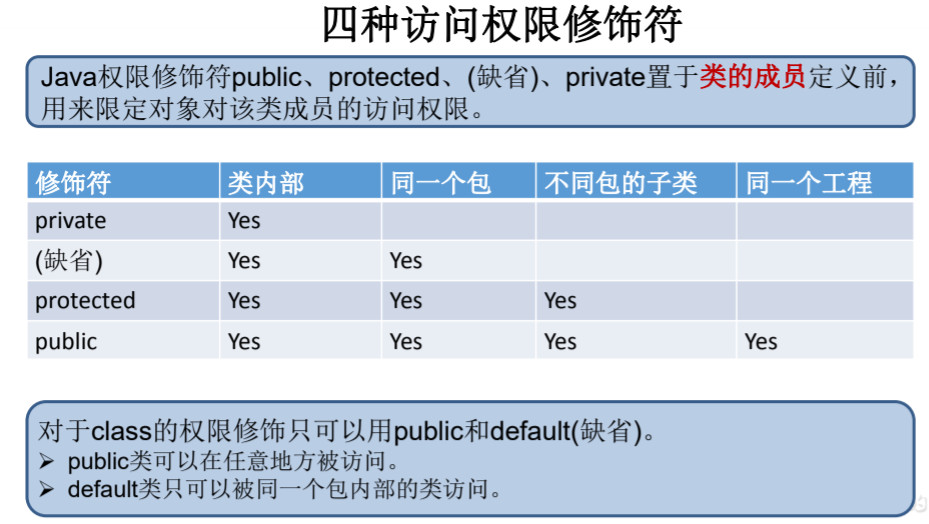 四种访问权限修饰符
Java权限修饰符public、protected、(缺省)、private置于类的成员定义前，
用来限定对象对该类成员的访问权限。
修饰符 类内部 同一个包 不同包的子类 同一个工程
private Yes
(缺省) Yes Yes
protected Yes Yes Yes
public Yes Yes Yes Yes
对于class的权限修饰只可以用public和default(缺省)。
➢ public类可以在任意地方被访问。
➢ default类只可以被同一个包内部的类访问。